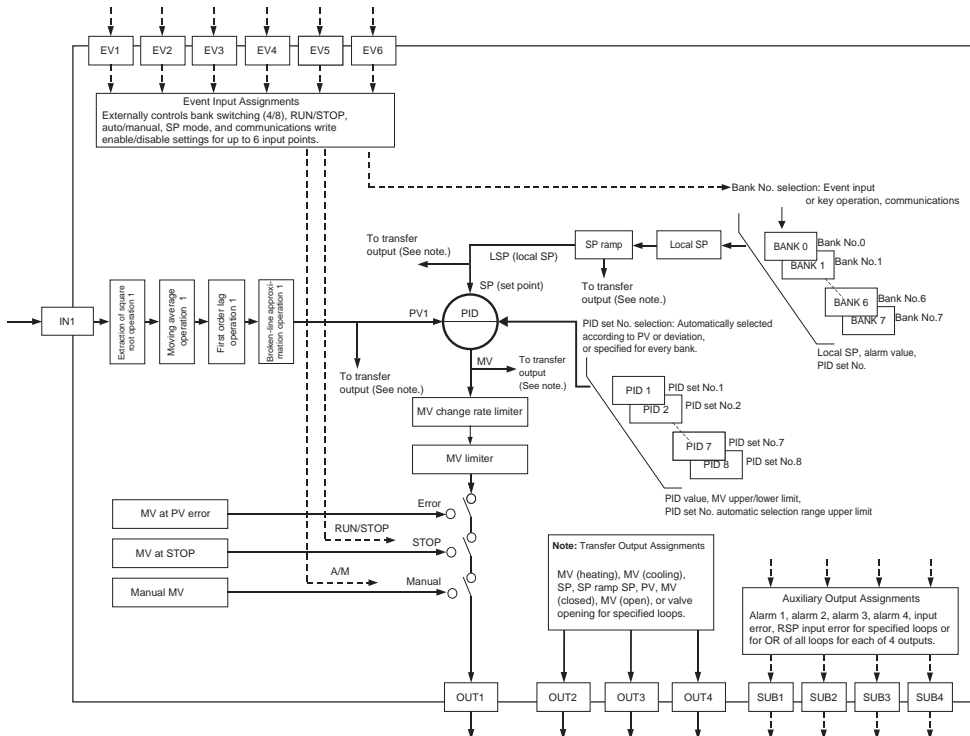 EV1 EV2 EV3 EV4 EV5 EV6
Event Input Assignments
Externally controls bank switching (4/8), RUN/STOP,
auto/manual, SP mode, and communications write
enable/disable settings for up to 6 input points.
Bank No. selection: Event input
or key operation, communications
BANK 0
Bank No.0
BANK 1
Bank No.1
BANK 6
Bank No.6
BANK 7
Bank No.7
Local SP, alarm value,
PID set No.
Local SP
SP ramp
To transfer
output (See note.)
LSP (local SP)
To transfer
output (See note.)
SP (set point)
IN1
Extraction of square
root operation 1
Moving average
operation 1
First order lag
operation 1
Broken-line approxi-
mation operation 1
PV1
PID
To transfer
output (See note.)
MV
To transfer
output
(See note.)
PID set No. selection: Automatically selected
according to PV or deviation,
or specified for every bank.
PID 1
PID set No.1
PID 2
PID set No.2
PID 7
PID set No.7
PID 8
PID set No.8
PID value, MV upper/lower limit,
PID set No. automatic selection range upper limit
MV change rate limiter
MV limiter
MV at PV error
Error
RUN/STOP
MV at STOP
STOP
A/M
Manual MV
Manual
Note: Transfer Output Assignments
MV (heating), MV (cooling),
SP, SP ramp SP, PV, MV
(closed), MV (open), or valve
opening for specified loops.
Auxiliary Output Assignments
Alarm 1, alarm 2, alarm 3, alarm 4, input
error, RSP input error for specified loops or
for OR of all loops for each of 4 outputs.
OUT1 OUT2 OUT3 OUT4 SUB1 SUB2 SUB3 SUB4